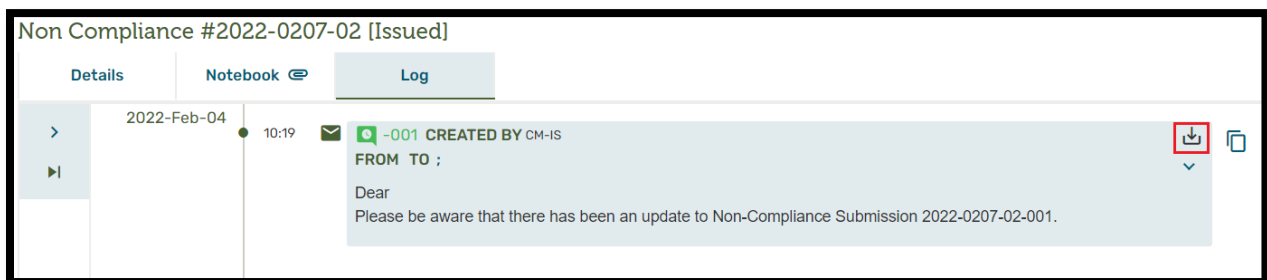 Non Compliance #2022-0207-02 [Issued]
Details Notebook Log
2022-Feb-04
10:19 -001 CREATED BY CM-IS
FROM TO ;
Dear
Please be aware that there has been an update to Non-Compliance Submission 2022-0207-02-001.